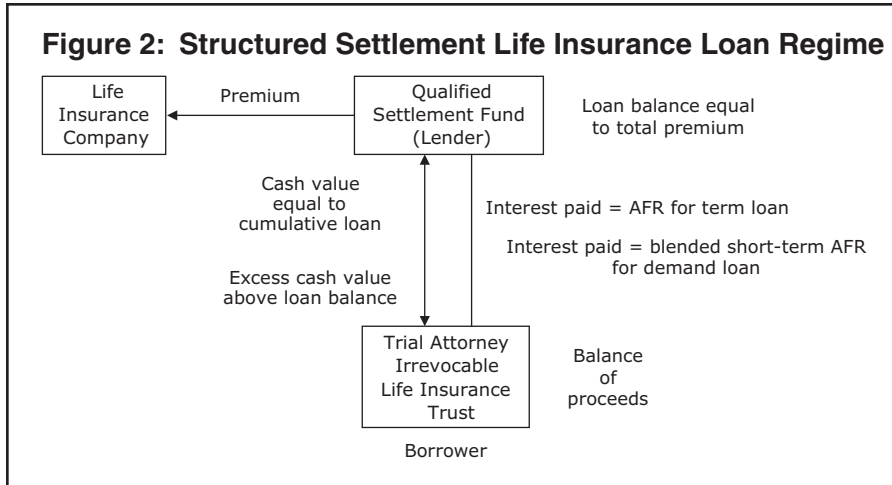 Figure 2: Structured Settlement Life Insurance Loan Regime
Life
Insurance
Company
Premium
Qualified
Settlement Fund
(Lender)
Loan balance equal
to total premium
Cash value
equal to
cumulative loan
Interest paid = AFR for term loan
Interest paid = blended short-term AFR
for demand loan
Excess cash value
above loan balance
Trial Attorney
Irrevocable
Life Insurance
Trust
Balance
of
proceeds
Borrower